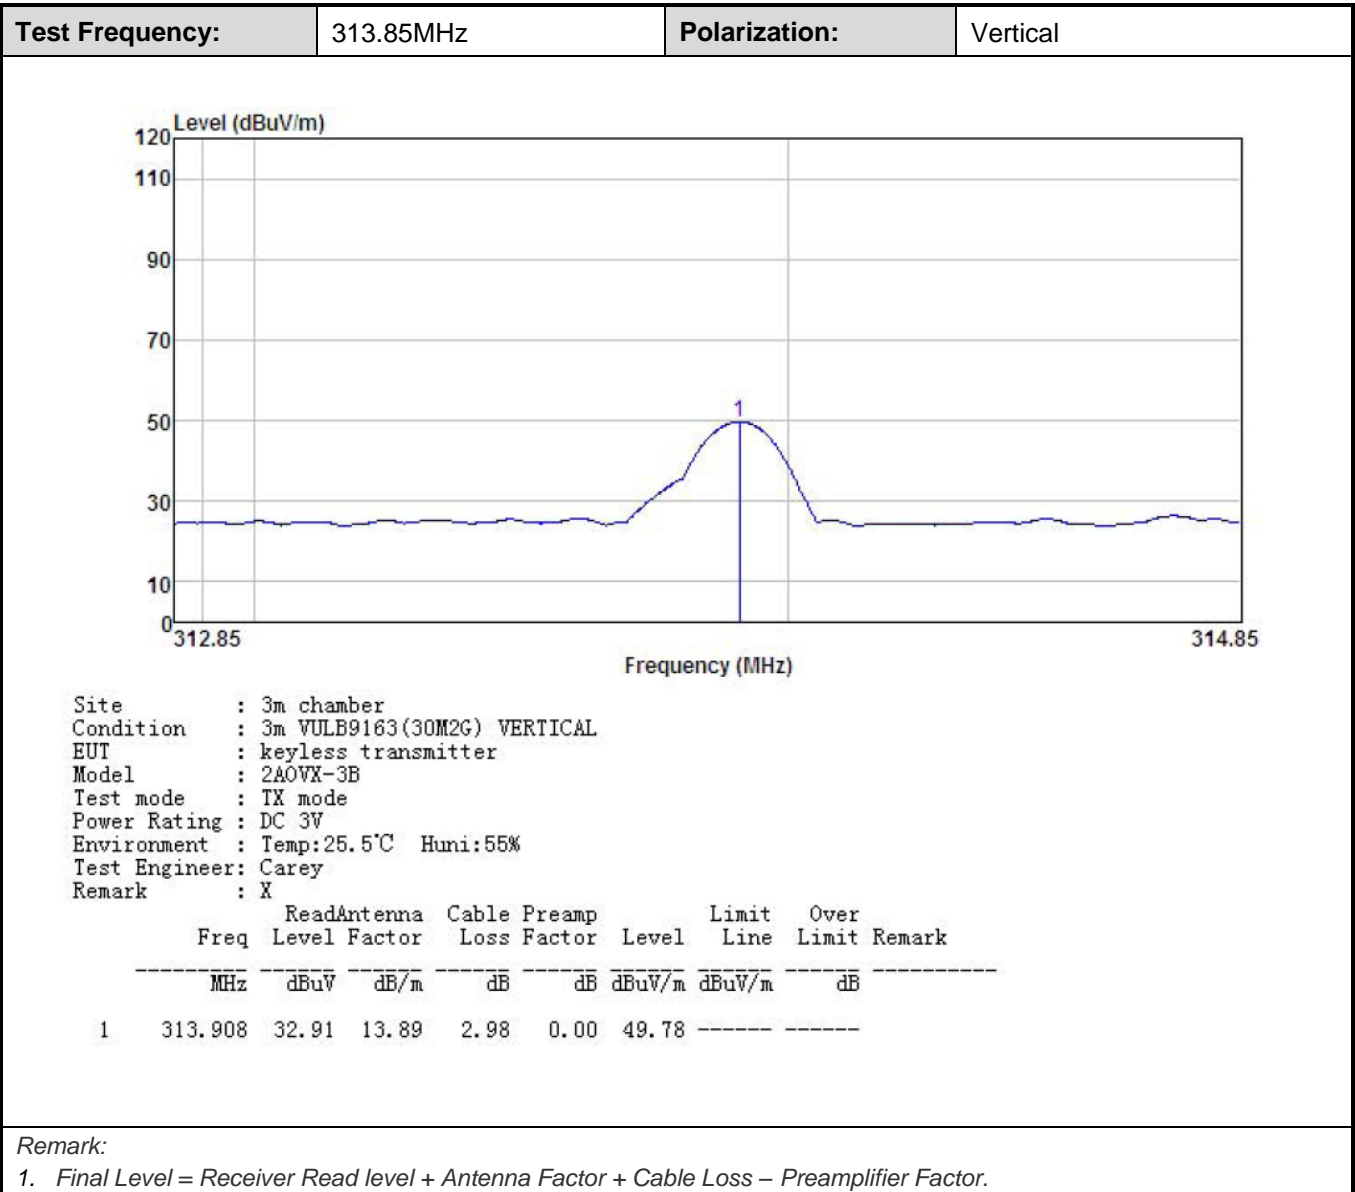 Test Frequency: 313.85MHz Polarization: Vertical
Level (dBuV/m)
120
110
90
70
50
30
10
0
1
312.85 314.85
Frequency (MHz)
Site : 3m chamber
Condition : 3m VULB9163(30M2G) VERTICAL
EUT : keyless transmitter
Model : 2AOVX-3B
Test mode : TX mode
Power Rating : DC 3V
Environment : Temp:25.5℃ Huni:55%
Test Engineer: Carey
Remark : X
ReadAntenna Cable Preamp Limit Over
Freq Level Factor Loss Factor Level Line Limit Remark
MHz dBuV dB/m dB dB dBuV/m dBuV/m dB
1 313.908 32.91 13.89 2.98 0.00 49.78 ------ ------
Remark:
1. Final Level = Receiver Read level + Antenna Factor + Cable Loss – Preamplifier Factor.